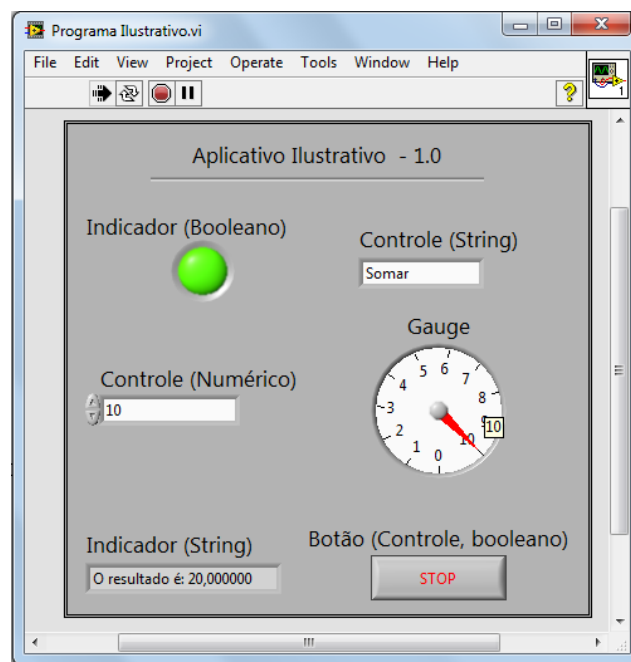 Programa Ilustrativo.vi
File Edit View Project Operate Tools Window Help
?
1
Aplicativo Ilustrativo - 1.0
Indicador (Booleano)
Controle (String)
Somar
Gauge
0 1 2 3 4 5 6 7 8 9 10
10
Controle (Numérico)
10
Indicador (String)
O resultado é: 20,000000
Botão (Controle, booleano)
STOP